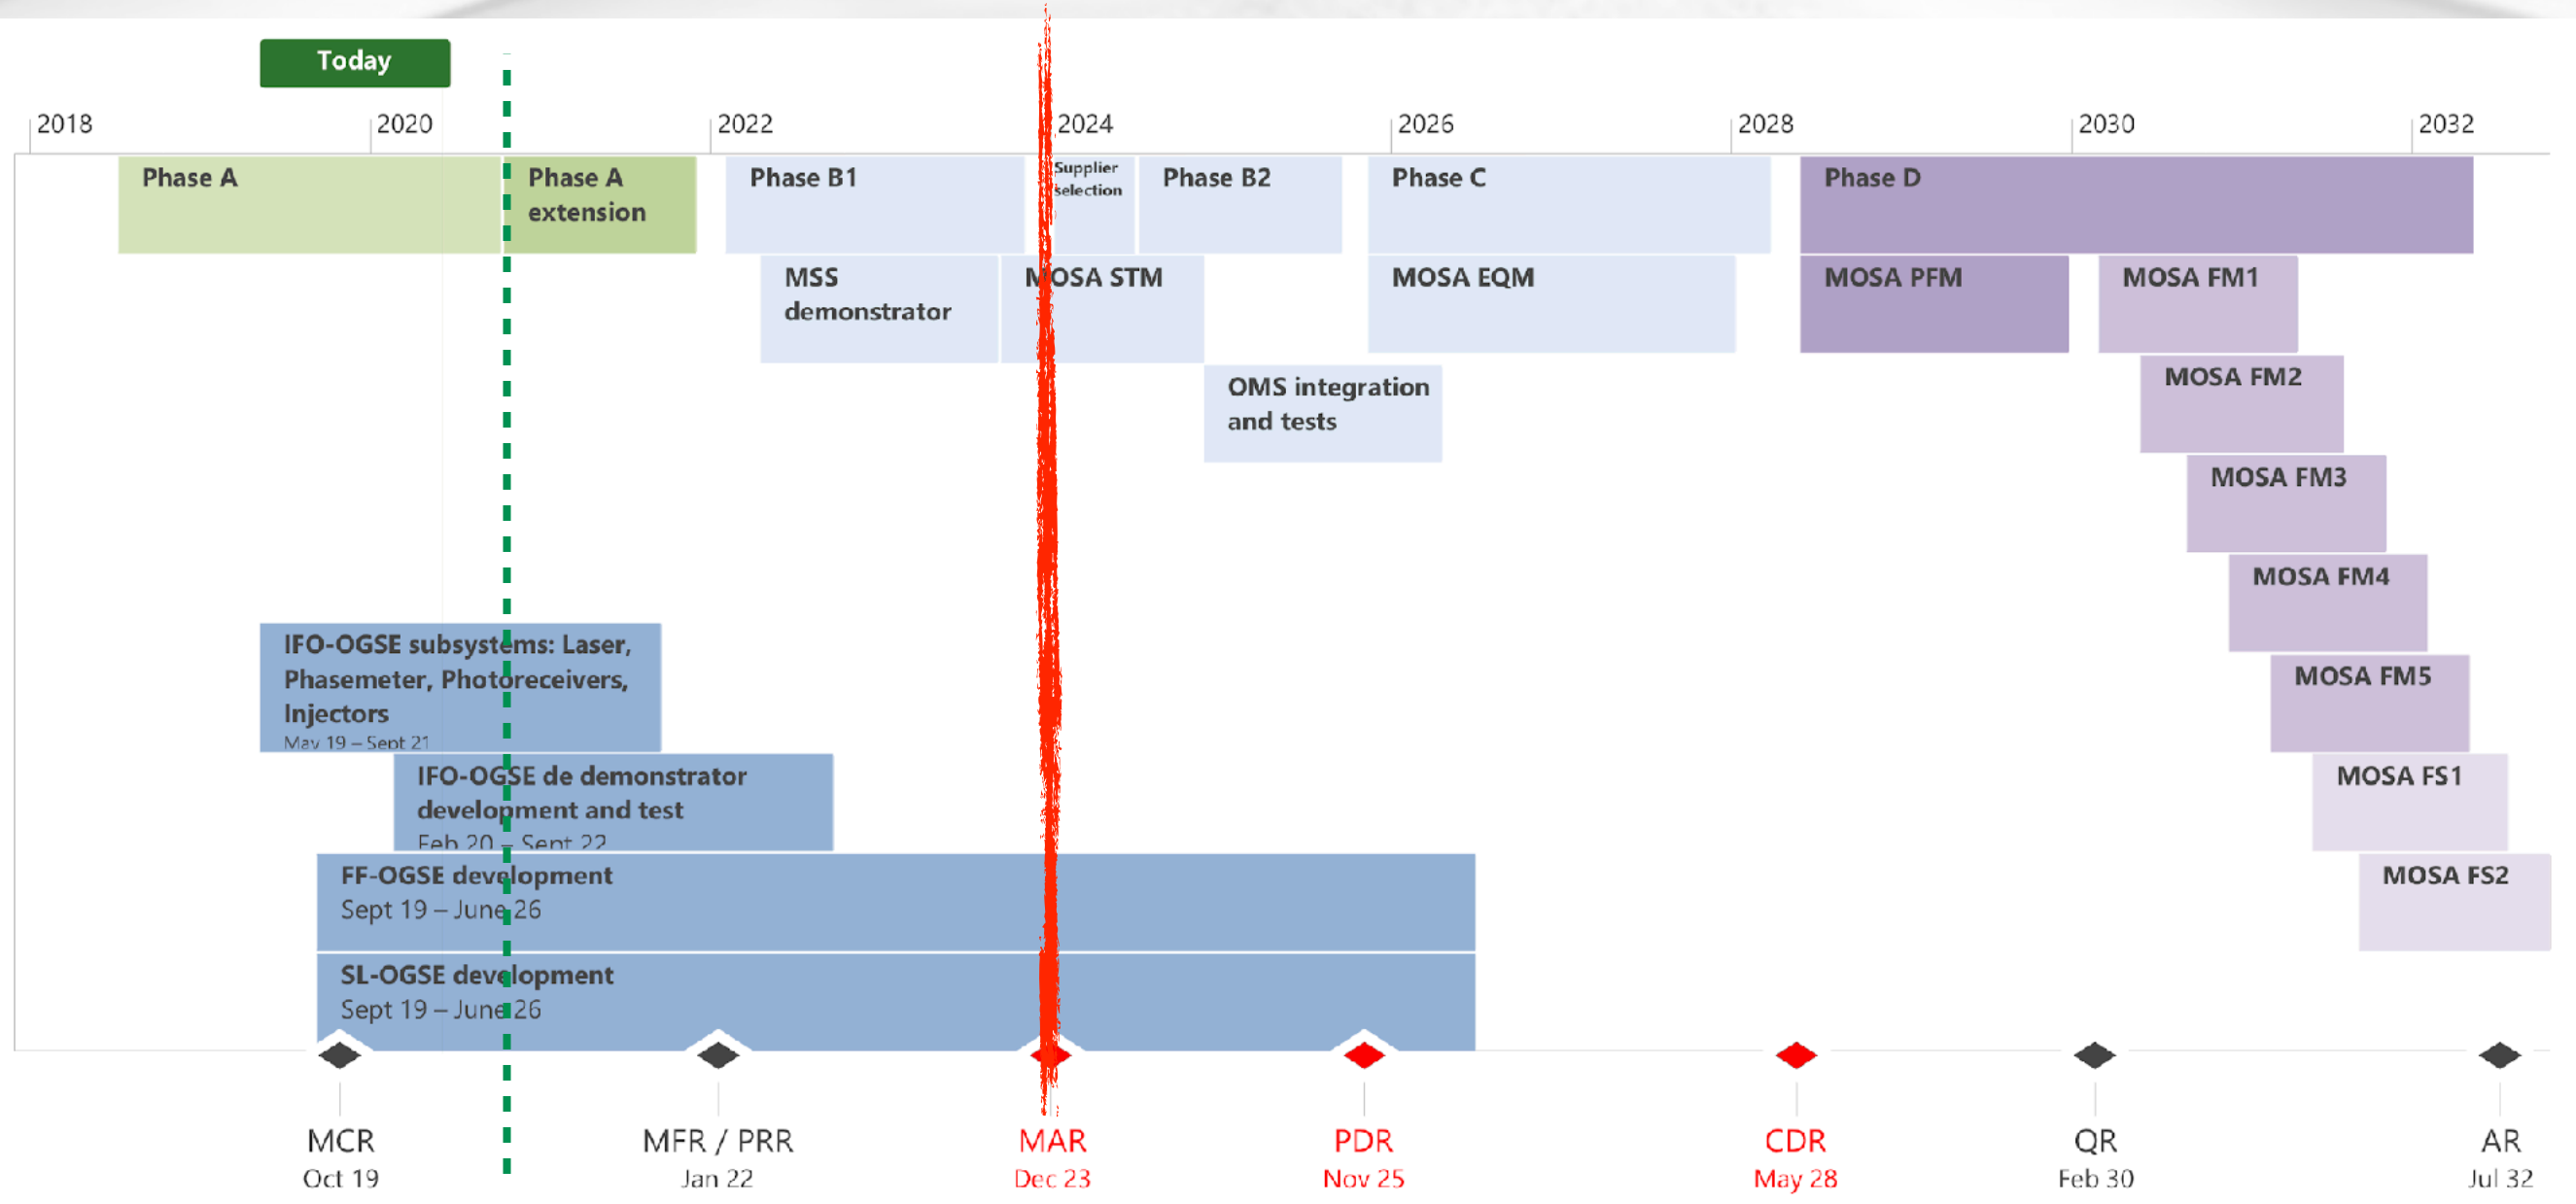 Today
2018
2020
2022
2024
2026
2028
2030
2032
Phase A
Phase A
extension
Phase B1
Supplier
selection
Phase B2
Phase C
Phase D
MSS
demonstrator
MOSA STM
MOSA EQM
MOSA PFM
MOSA FM1
OMS integration
and tests
MOSA FM2
MOSA FM3
MOSA FM4
IFO-OGSE subsystems: Laser,
Phasemeter, Photoreceivers,
Injectors
May 19 – Sept 21
MOSA FM5
IFO-OGSE de demonstrator
development and test
Feb 20 – Sept 22
MOSA FS1
FF-OGSE development
Sept 19 – June 26
MOSA FS2
SL-OGSE development
Sept 19 – June 26
MCR
Oct 19
MFR / PRR
Jan 22
MAR
Dec 23
PDR
Nov 25
CDR
May 28
QR
Feb 30
AR
Jul 32